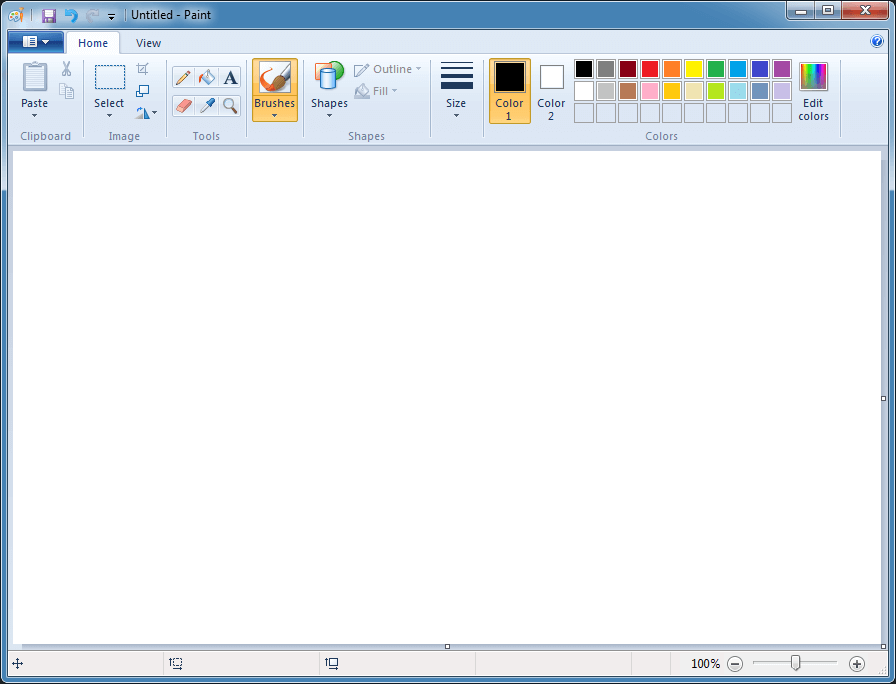 Untitled - Paint
Home View
Paste
Select
A
Brushes
Shapes
Outline
Fill
Size
Color
1
Color
2
Edit
colors
Clipboard Image Tools Shapes Colors
100%